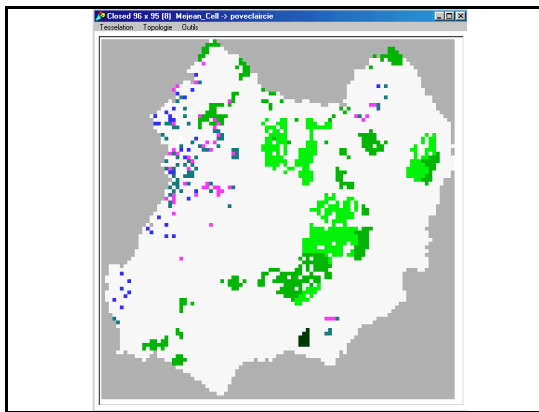 Closed 96 x 95 (8) Mejean_Cell -> poveclaircie
Tesselation Topologie Outils